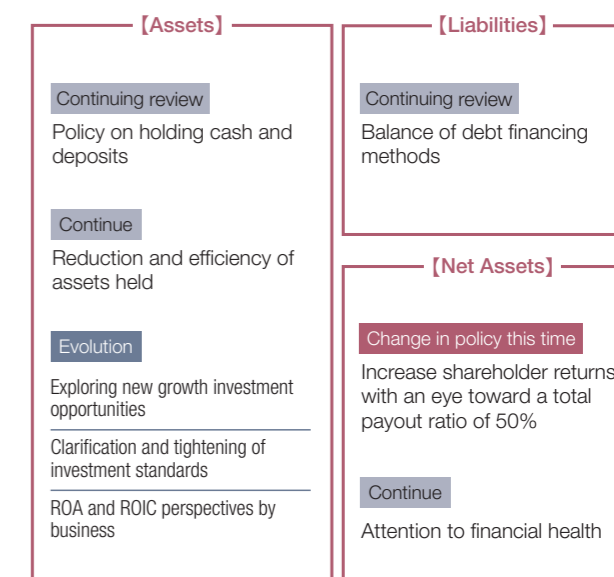 【Assets】
Continuing review
Policy on holding cash and
deposits
Continue
Reduction and efficiency of
assets held
Evolution
Exploring new growth investment
opportunities
Clarification and tightening of
investment standards
ROA and ROIC perspectives by
business
【Liabilities】
Continuing review
Balance of debt financing
methods
【Net Assets】
Change in policy this time
Increase shareholder returns
with an eye toward a total
payout ratio of 50%
Continue
Attention to financial health